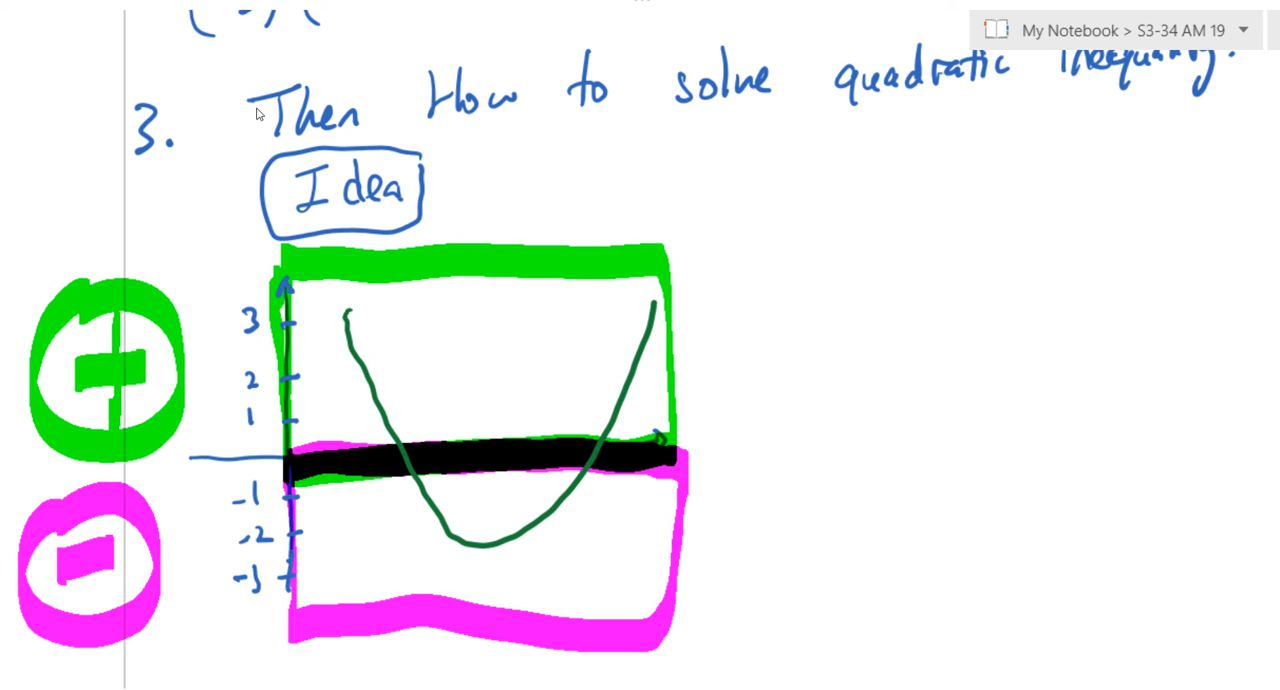 My Notebook > S3-34 AM 19
3. Then How to solve quadratic inequality.
Idea
3
2
1
-1
-2
-3